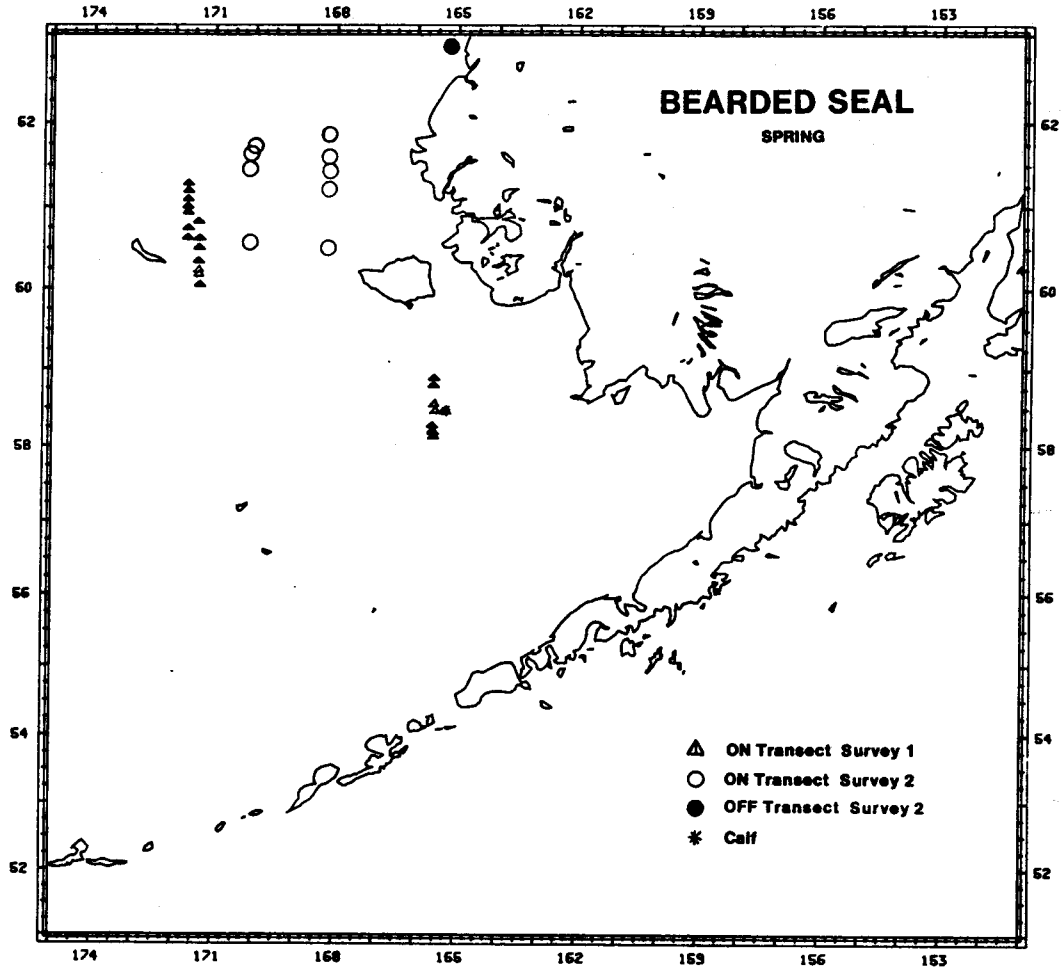 174 171 168 165 162 159 156 153
BEARDED SEAL
SPRING
62 62
60 60
58 58
56 56
54 54
ON Transect Survey 1
ON Transect Survey 2
OFF Transect Survey 2
Calf
52 52
174 171 168 165 162 159 156 153